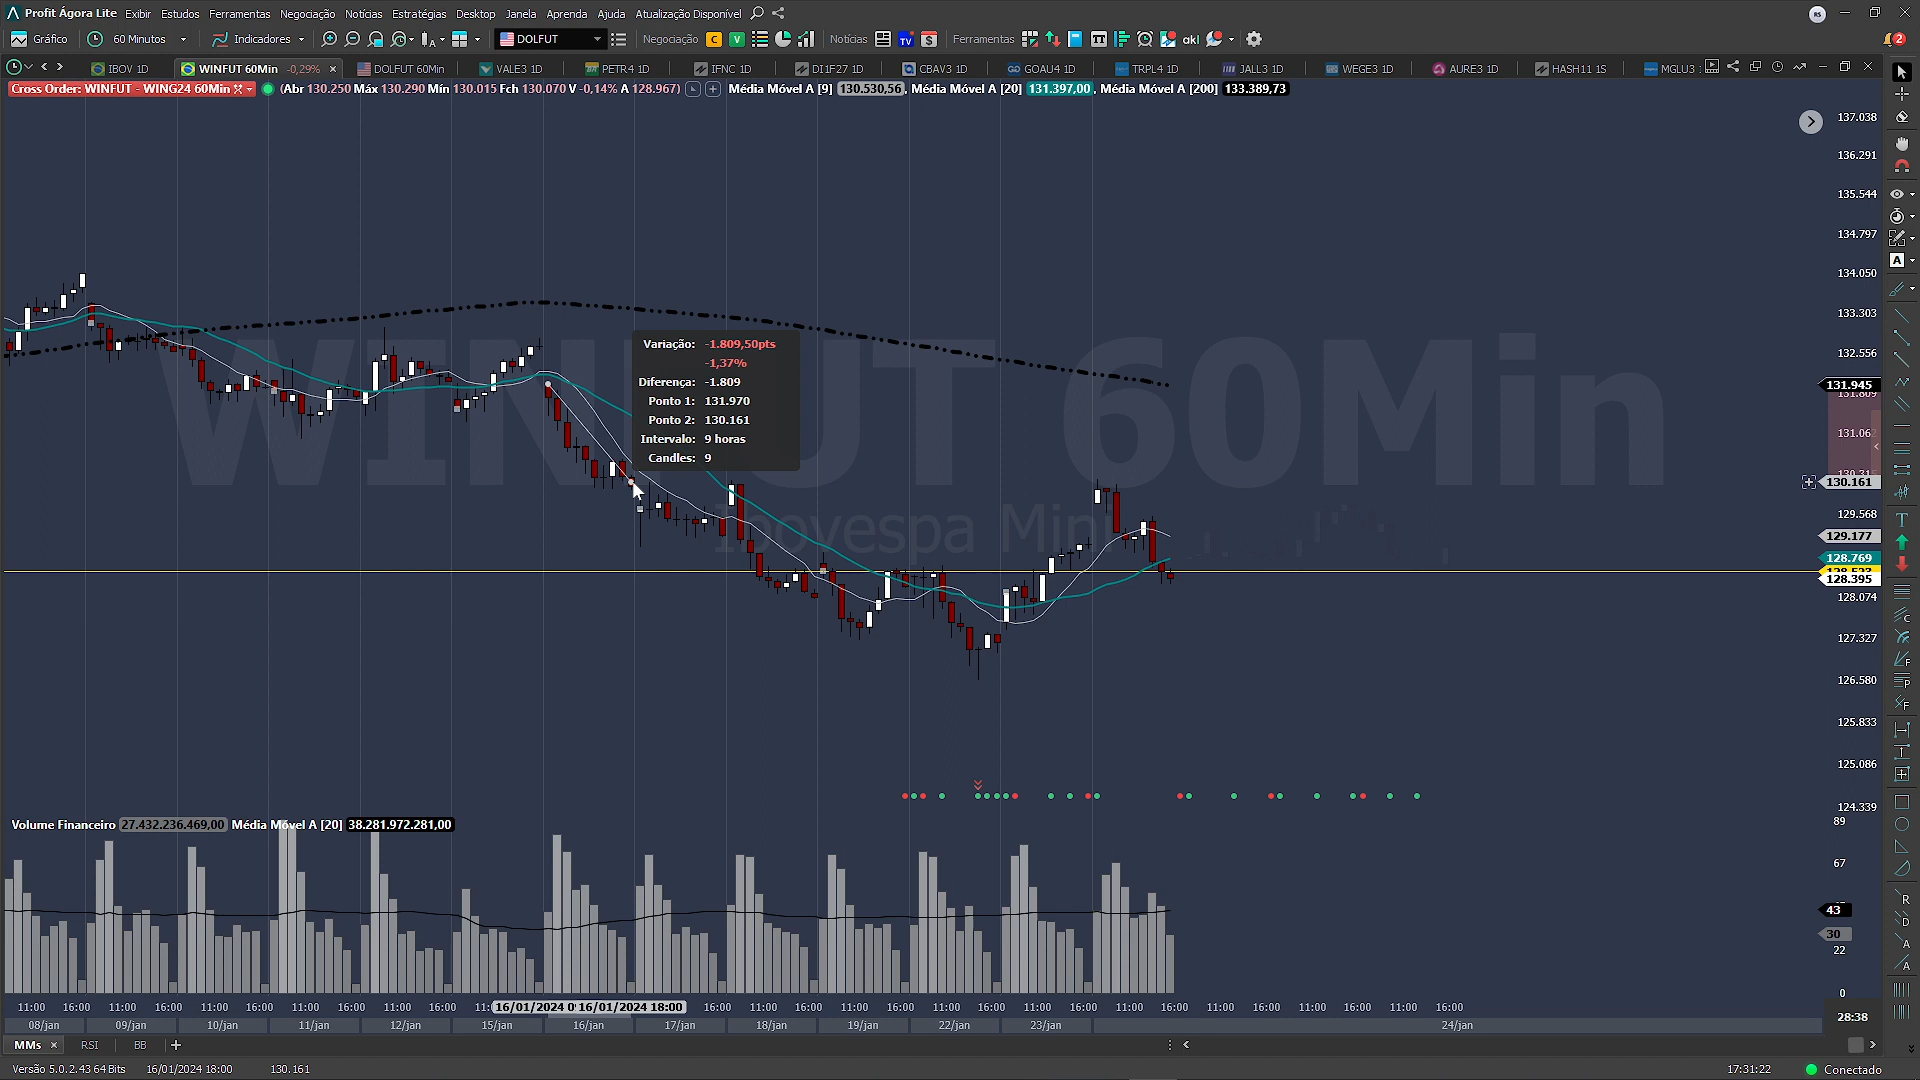 Profit Ágora Lite Exibir Estudos Ferramentas Negociação Notícias Estratégias Desktop Janela Aprenda Ajuda Atualização Disponível RS
Gráfico 60 Minutos Indicadores DOLFUT Negociação C V Notícias TV $ Ferramentas akl 2
IBOV 1D WINFUT 60Min -0,29% DOLFUT 60Min VALE3 1D PETR4 1D IFNC 1D DI1F27 1D CBAV3 1D GOAU4 1D TRPL4 1D JALL3 1D WEGE3 1D AURE3 1D HASH11 1S MGLU3
Cross Order: WINFUT - WING24 60Min (Abr 130.250 Máx 130.290 Mín 130.015 Fch 130.070 V -0,14% A 128.967) Média Móvel A [9] 130.530,56, Média Móvel A [20] 131.397,00, Média Móvel A [200] 133.389,73
137.038
136.291
135.544
134.797
134.050
133.303
132.556
131.945
131.809
131.062
130.315
130.161
129.568
129.177
128.769
128.523
128.395
128.074
127.327
126.580
125.833
125.086
124.339
WINFUT 60Min
Ibovespa Mini
Variação: -1.809,50pts
-1,37%
Diferença: -1.809
Ponto 1: 131.970
Ponto 2: 130.161
Intervalo: 9 horas
Candles: 9
Volume Financeiro 27.432.236.469,00 Média Móvel A [20] 38.281.972.281,00
89
67
43
30
22
0
11:00 16:00 11:00 16:00 11:00 16:00 11:00 16:00 11:00 16:00 16/01/2024 16/01/2024 18:00 16:00 11:00 16:00 11:00 16:00 11:00 16:00 11:00 16:00 11:00 16:00 11:00 16:00 11:00 16:00 11:00 16:00
08/jan 09/jan 10/jan 11/jan 12/jan 15/jan 16/jan 17/jan 18/jan 19/jan 22/jan 23/jan 24/jan
28:38
MMs RSI BB
Versão 5.0.2.43 64 Bits 16/01/2024 18:00 130.161 17:31:22 Conectado